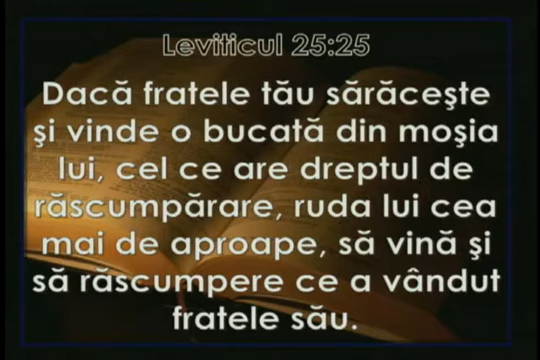 Leviticul 25:25
Dacă fratele tău sărăceşte
şi vinde o bucată din moşia
lui, cel ce are dreptul de
răscumpărare, ruda lui cea
mai de aproape, să vină şi
să răscumpere ce a vândut
fratele său.